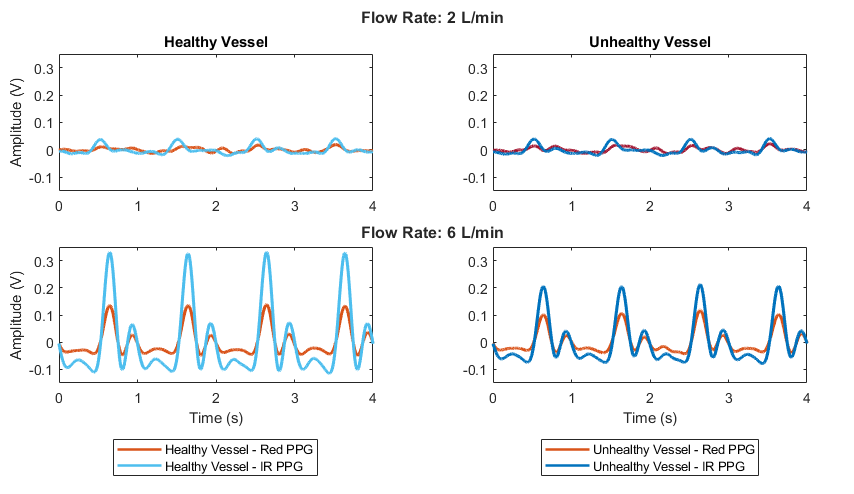 Flow Rate: 2 L/min
Healthy Vessel
Unhealthy Vessel
Amplitude (V)
0.3
0.2
0.1
0
-0.1
0 1 2 3 4
0.3
0.2
0.1
0
-0.1
0 1 2 3 4
Flow Rate: 6 L/min
Amplitude (V)
0.3
0.2
0.1
0
-0.1
0 1 2 3 4
Time (s)
0.3
0.2
0.1
0
-0.1
0 1 2 3 4
Time (s)
Healthy Vessel - Red PPG
Healthy Vessel - IR PPG
Unhealthy Vessel - Red PPG
Unhealthy Vessel - IR PPG